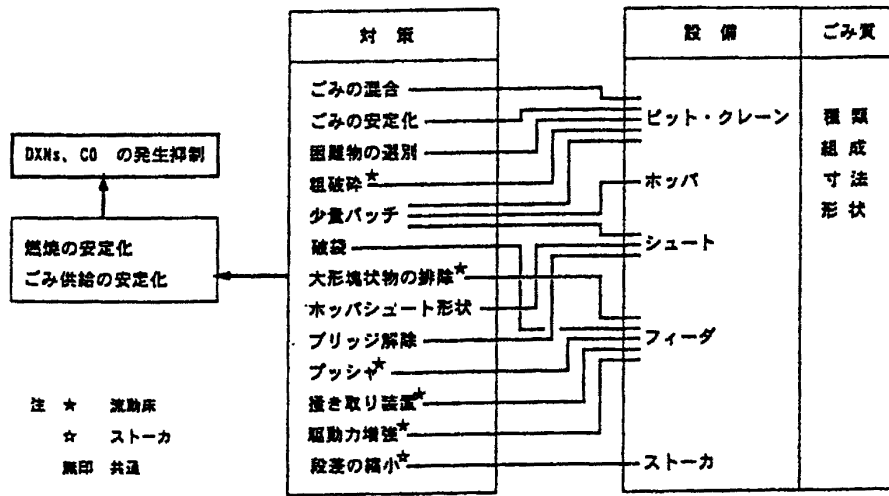 対策
設備
ごみ質
ごみの混合
ごみの安定化
困難物の選別
粗破砕★
少量バッチ
破袋
大形塊状物の排除★
ホッパシュート形状
ブリッジ解除
プッシャ☆
掻き取り装置★
駆動力増強★
段差の縮小☆
ピット・クレーン
ホッパ
シュート
フィーダ
ストーカ
種類
組成
寸法
形状
DXNs、CO の発生抑制
燃焼の安定化
ごみ供給の安定化
注 ★ 流動床
☆ ストーカ
無印 共通